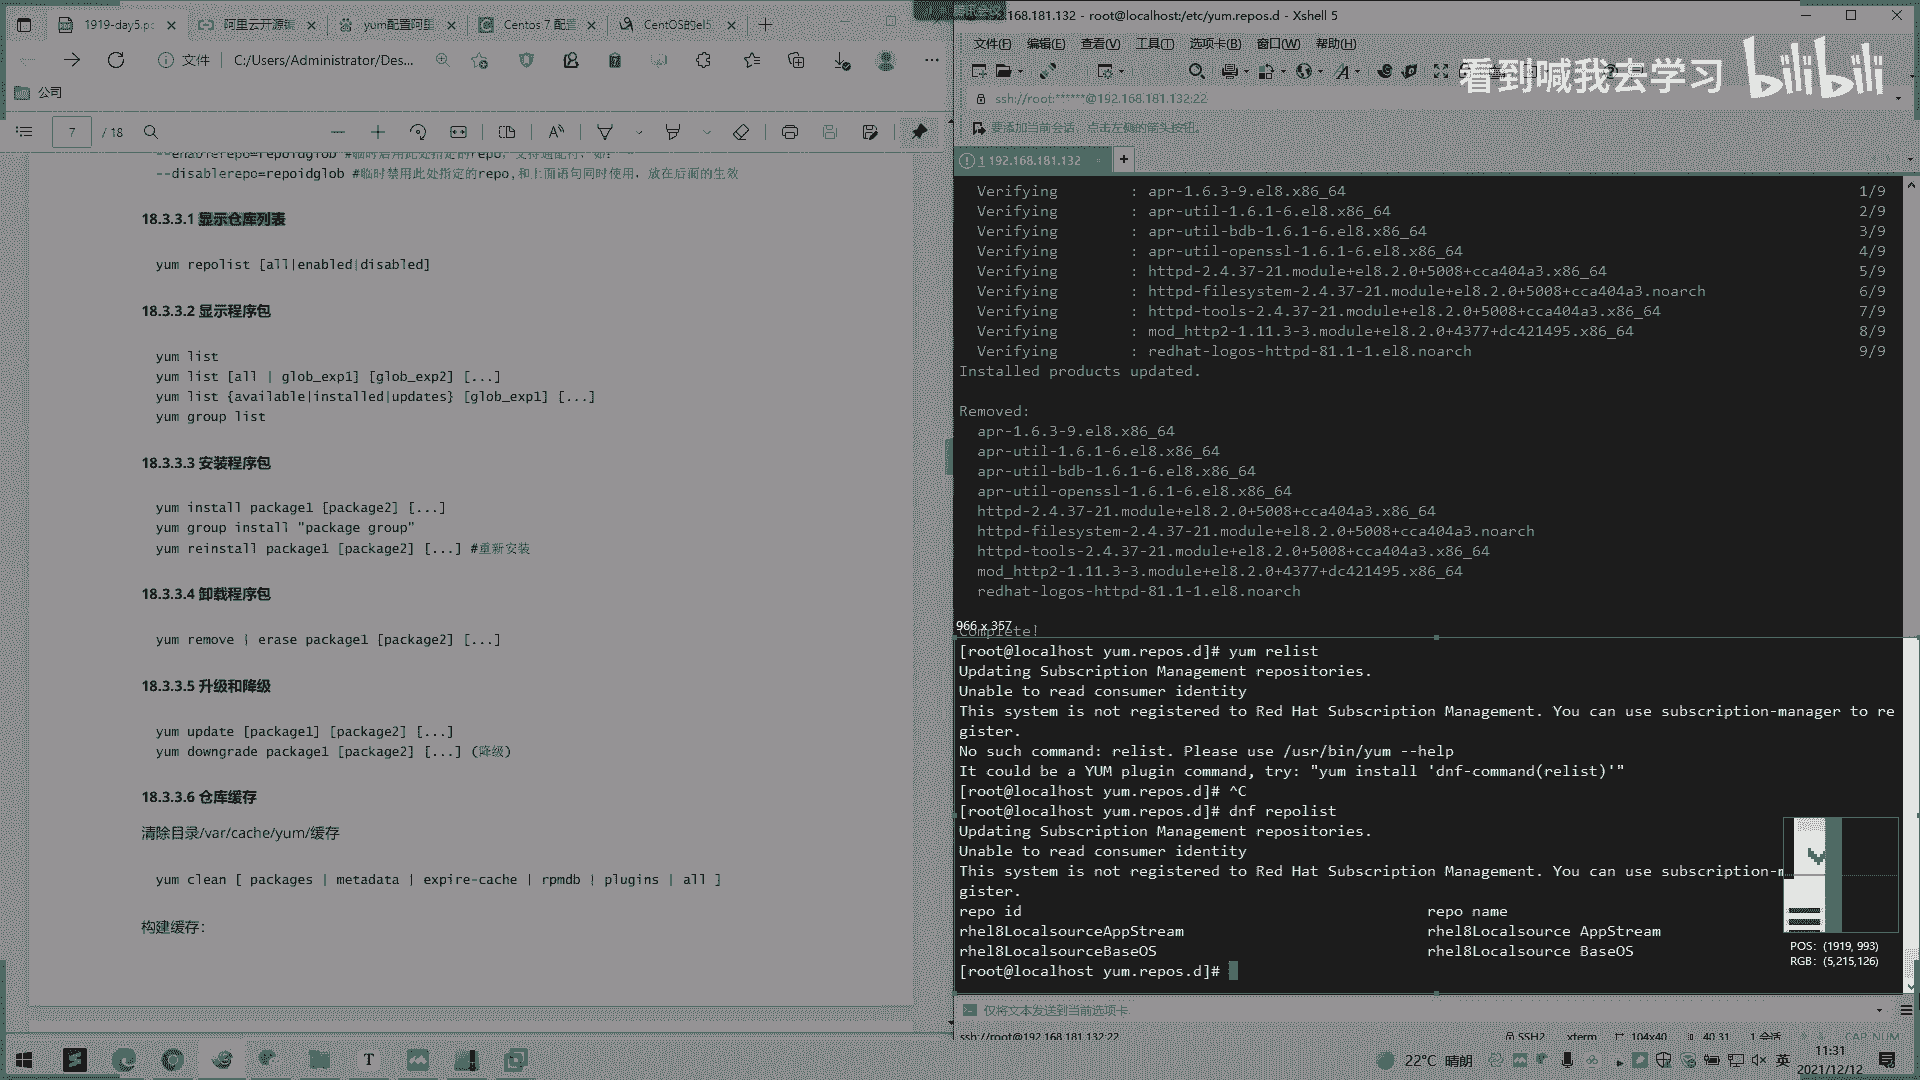 1919-day5.pc
阿里云开源镜
yum配置阿里
Centos 7 配置
CentOS的el5
文件
C:/Users/Administrator/Des...
公司
7 / 18
--enablerepo=repoidglob #临时启用此处指定的repo，支持通配符，如："*"
--disablerepo=repoidglob #临时禁用此处指定的repo,和上面语句同时使用，放在后面的生效
18.3.3.1 显示仓库列表
yum repolist [all|enabled|disabled]
18.3.3.2 显示程序包
yum list
yum list [all | glob_exp1] [glob_exp2] [...]
yum list {available|installed|updates} [glob_exp1] [...]
yum group list
18.3.3.3 安装程序包
yum install package1 [package2] [...]
yum group install "package group"
yum reinstall package1 [package2] [...] #重新安装
18.3.3.4 卸载程序包
yum remove | erase package1 [package2] [...]
18.3.3.5 升级和降级
yum update [package1] [package2] [...]
yum downgrade package1 [package2] [...] (降级)
18.3.3.6 仓库缓存
清除目录/var/cache/yum/缓存
yum clean [ packages | metadata | expire-cache | rpmdb | plugins | all ]
构建缓存：
192.168.181.132 - root@localhost:/etc/yum.repos.d - Xshell 5
文件(F) 编辑(E) 查看(V) 工具(T) 选项卡(B) 窗口(W) 帮助(H)
看到喊我去学习 bilibili
ssh://root:******@192.168.181.132:22
要添加当前会话，点击左侧的箭头按钮。
1 192.168.181.132
Verifying : apr-1.6.3-9.el8.x86_64 1/9
Verifying : apr-util-1.6.1-6.el8.x86_64 2/9
Verifying : apr-util-bdb-1.6.1-6.el8.x86_64 3/9
Verifying : apr-util-openssl-1.6.1-6.el8.x86_64 4/9
Verifying : httpd-2.4.37-21.module+el8.2.0+5008+cca404a3.x86_64 5/9
Verifying : httpd-filesystem-2.4.37-21.module+el8.2.0+5008+cca404a3.noarch 6/9
Verifying : httpd-tools-2.4.37-21.module+el8.2.0+5008+cca404a3.x86_64 7/9
Verifying : mod_http2-1.11.3-3.module+el8.2.0+4377+dc421495.x86_64 8/9
Verifying : redhat-logos-httpd-81.1-1.el8.noarch 9/9
Installed products updated.
Removed:
apr-1.6.3-9.el8.x86_64
apr-util-1.6.1-6.el8.x86_64
apr-util-bdb-1.6.1-6.el8.x86_64
apr-util-openssl-1.6.1-6.el8.x86_64
httpd-2.4.37-21.module+el8.2.0+5008+cca404a3.x86_64
httpd-filesystem-2.4.37-21.module+el8.2.0+5008+cca404a3.noarch
httpd-tools-2.4.37-21.module+el8.2.0+5008+cca404a3.x86_64
mod_http2-1.11.3-3.module+el8.2.0+4377+dc421495.x86_64
redhat-logos-httpd-81.1-1.el8.noarch
966 x 357
Complete!
[root@localhost yum.repos.d]# yum relist
Updating Subscription Management repositories.
Unable to read consumer identity
This system is not registered to Red Hat Subscription Management. You can use subscription-manager to re
gister.
No such command: relist. Please use /usr/bin/yum --help
It could be a YUM plugin command, try: "yum install 'dnf-command(relist)'"
[root@localhost yum.repos.d]# ^C
[root@localhost yum.repos.d]# dnf repolist
Updating Subscription Management repositories.
Unable to read consumer identity
This system is not registered to Red Hat Subscription Management. You can use subscription-m
gister.
repo id repo name
rhel8LocalsourceAppStream rhel8Localsource AppStream
rhel8LocalsourceBaseOS rhel8Localsource BaseOS
[root@localhost yum.repos.d]#
POS: (1919, 993)
RGB: (5,215,126)
仅将文本发送到当前选项卡
ssh://root@192.168.181.132:22 SSH2 xterm 104x40 40,31 1 会话 CAP NUM
22°C 晴朗
英
11:31
2021/12/12